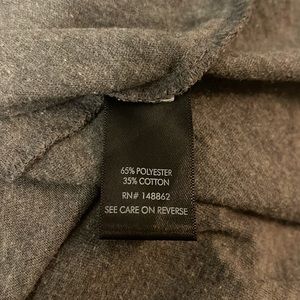 65% POLYESTER
35% COTTON
RN# 148862
SEE CARE ON REVERSE